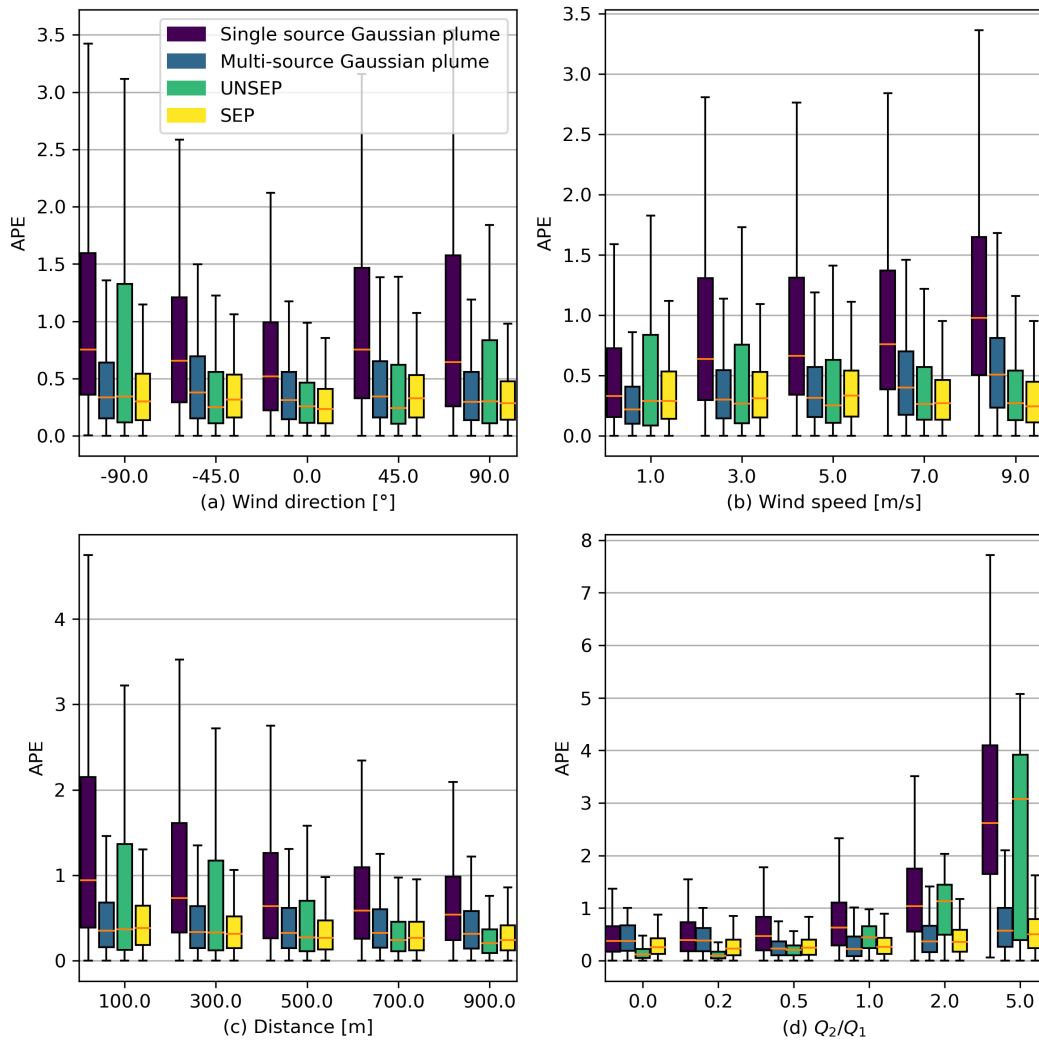 3.5
3.0
2.5
2.0
1.5
1.0
0.5
0.0
APE
Single source Gaussian plume
Multi-source Gaussian plume
UNSEP
SEP
-90.0 -45.0 0.0 45.0 90.0
(a) Wind direction [°]
3.5
3.0
2.5
2.0
1.5
1.0
0.5
0.0
APE
1.0 3.0 5.0 7.0 9.0
(b) Wind speed [m/s]
4
3
2
1
0
APE
100.0 300.0 500.0 700.0 900.0
(c) Distance [m]
8
7
6
5
4
3
2
1
0
APE
0.0 0.2 0.5 1.0 2.0 5.0
(d) Q₂/Q₁